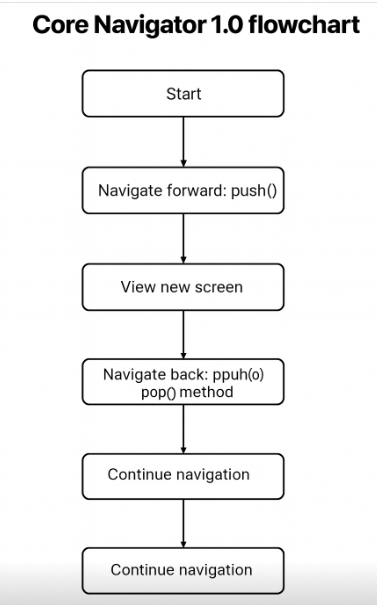 Core Navigator 1.0 flowchart
Start
Navigate forward: push()
View new screen
Navigate back: ppuh(o)
pop() method
Continue navigation
Continue navigation